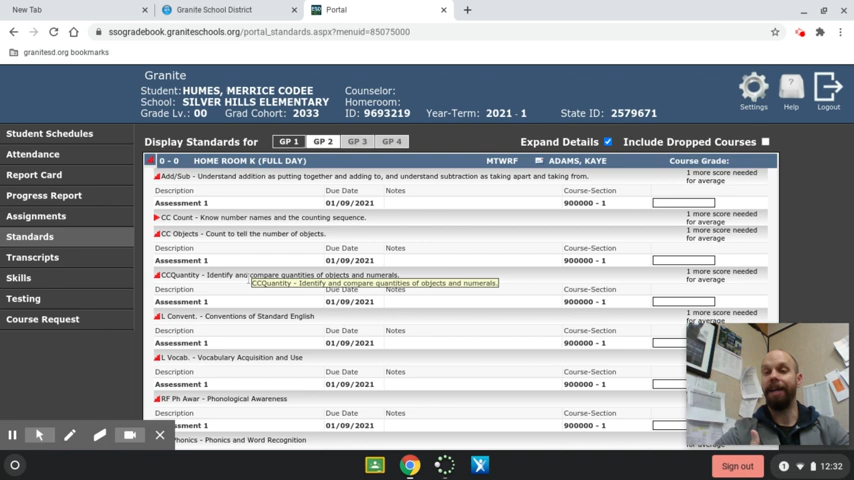 New Tab
Granite School District
Portal
ssogradebook.graniteschools.org/portal_standards.aspx?menuid=85075000
granitesd.org bookmarks
Granite
Student: HUMES, MERRICE CODEE
School: SILVER HILLS ELEMENTARY
Grade Lv.: 00 Grad Cohort: 2033
Counselor:
Homeroom:
ID: 9693219 Year-Term: 2021 - 1 State ID: 2579671
Settings
Help
Logout
Student Schedules
Attendance
Report Card
Progress Report
Assignments
Standards
Transcripts
Skills
Testing
Course Request
Display Standards for GP 1 GP 2 GP 3 GP 4 Expand Details Include Dropped Courses
0 - 0 HOME ROOM K (FULL DAY) MTWRF ADAMS, KAYE Course Grade:
Add/Sub - Understand addition as putting together and adding to, and understand subtraction as taking apart and taking from. 1 more score needed for average
Description Due Date Notes Course-Section
Assessment 1 01/09/2021 900000 - 1
CC Count - Know number names and the counting sequence. 1 more score needed for average
CC Objects - Count to tell the number of objects. 1 more score needed for average
Description Due Date Notes Course-Section
Assessment 1 01/09/2021 900000 - 1
CCQuantity - Identify and compare quantities of objects and numerals. 1 more score needed for average
CCQuantity - Identify and compare quantities of objects and numerals.
Description Due Date Notes Course-Section
Assessment 1 01/09/2021 900000 - 1
L Convent. - Conventions of Standard English 1 more score needed for average
Description Due Date Notes Course-Section
Assessment 1 01/09/2021 900000 - 1
L Vocab. - Vocabulary Acquisition and Use
Description Due Date Notes Course-Section
Assessment 1 01/09/2021 900000 - 1
RF Ph Awar - Phonological Awareness
Description Due Date Notes Course-Section
Assessment 1 01/09/2021 900000 - 1
Phonics - Phonics and Word Recognition
Sign out
1
12:32